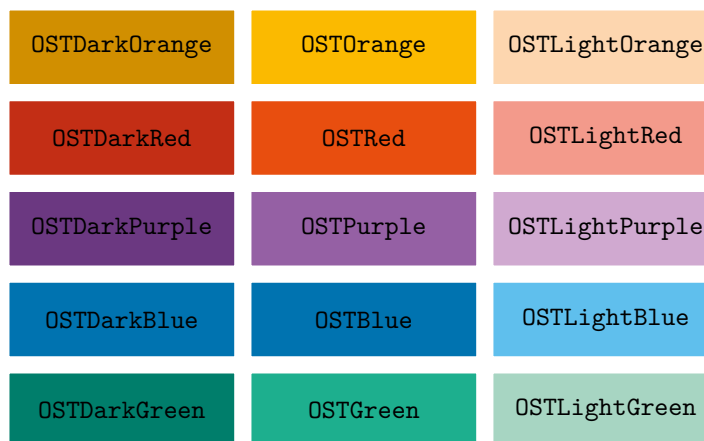 OSTDarkOrange OSTOrange OSTLightOrange
OSTDarkRed OSTRed OSTLightRed
OSTDarkPurple OSTPurple OSTLightPurple
OSTDarkBlue OSTBlue OSTLightBlue
OSTDarkGreen OSTGreen OSTLightGreen